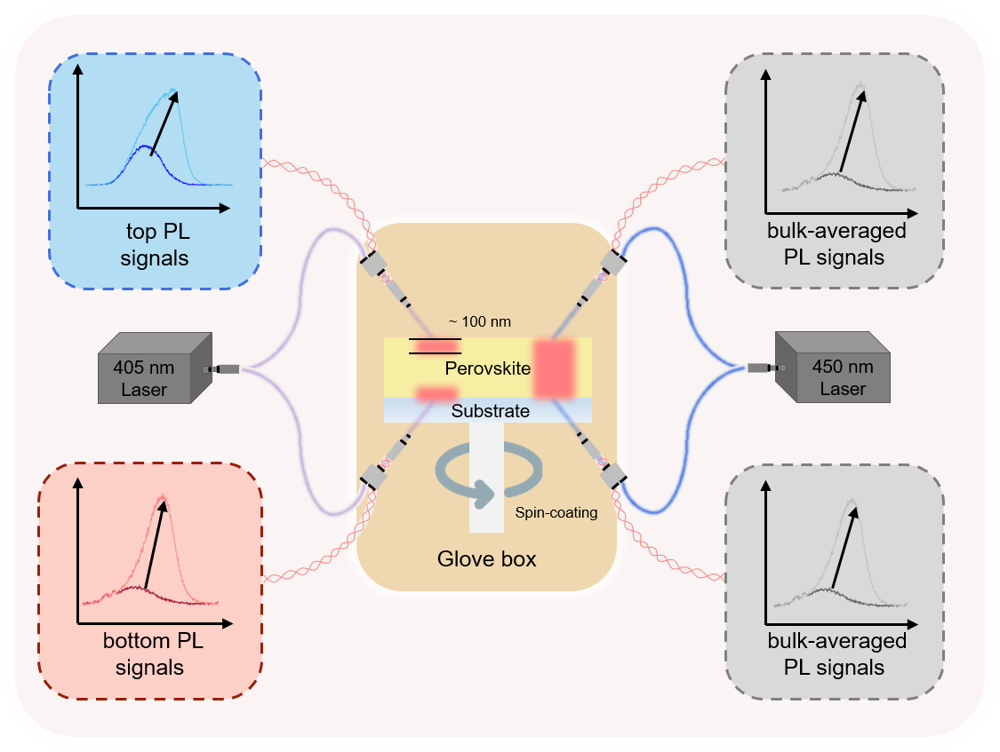 top PL
signals
bulk-averaged
PL signals
~ 100 nm
405 nm
Laser
Perovskite
450 nm
Laser
Substrate
Spin-coating
Glove box
bottom PL
signals
bulk-averaged
PL signals